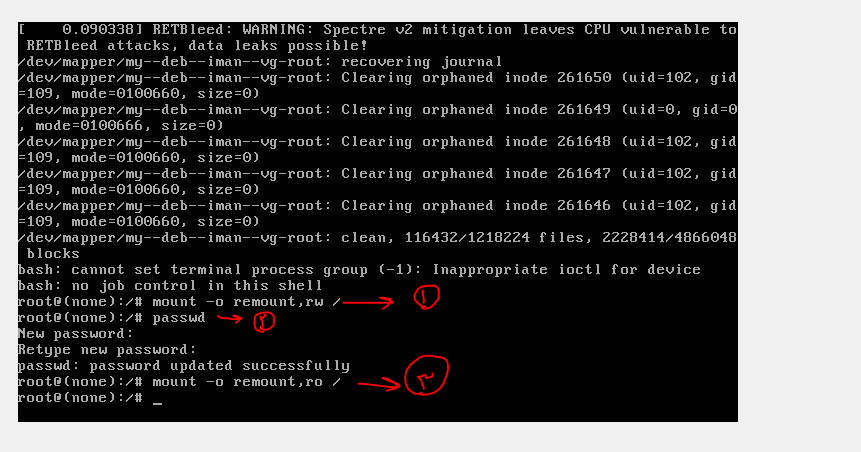 [    0.090338] RETBleed: WARNING: Spectre v2 mitigation leaves CPU vulnerable to
 RETBleed attacks, data leaks possible!
/dev/mapper/my--deb--iman--vg-root: recovering journal
/dev/mapper/my--deb--iman--vg-root: Clearing orphaned inode 261650 (uid=102, gid
=109, mode=0100660, size=0)
/dev/mapper/my--deb--iman--vg-root: Clearing orphaned inode 261649 (uid=0, gid=0
, mode=0100666, size=0)
/dev/mapper/my--deb--iman--vg-root: Clearing orphaned inode 261648 (uid=102, gid
=109, mode=0100660, size=0)
/dev/mapper/my--deb--iman--vg-root: Clearing orphaned inode 261647 (uid=102, gid
=109, mode=0100660, size=0)
/dev/mapper/my--deb--iman--vg-root: Clearing orphaned inode 261646 (uid=102, gid
=109, mode=0100660, size=0)
/dev/mapper/my--deb--iman--vg-root: clean, 116432/1218224 files, 2228414/4866048
 blocks
bash: cannot set terminal process group (-1): Inappropriate ioctl for device
bash: no job control in this shell
root@(none):/# mount -o remount,rw / ۱
root@(none):/# passwd ۲
New password:
Retype new password:
passwd: password updated successfully
root@(none):/# mount -o remount,ro / ۳
root@(none):/# _